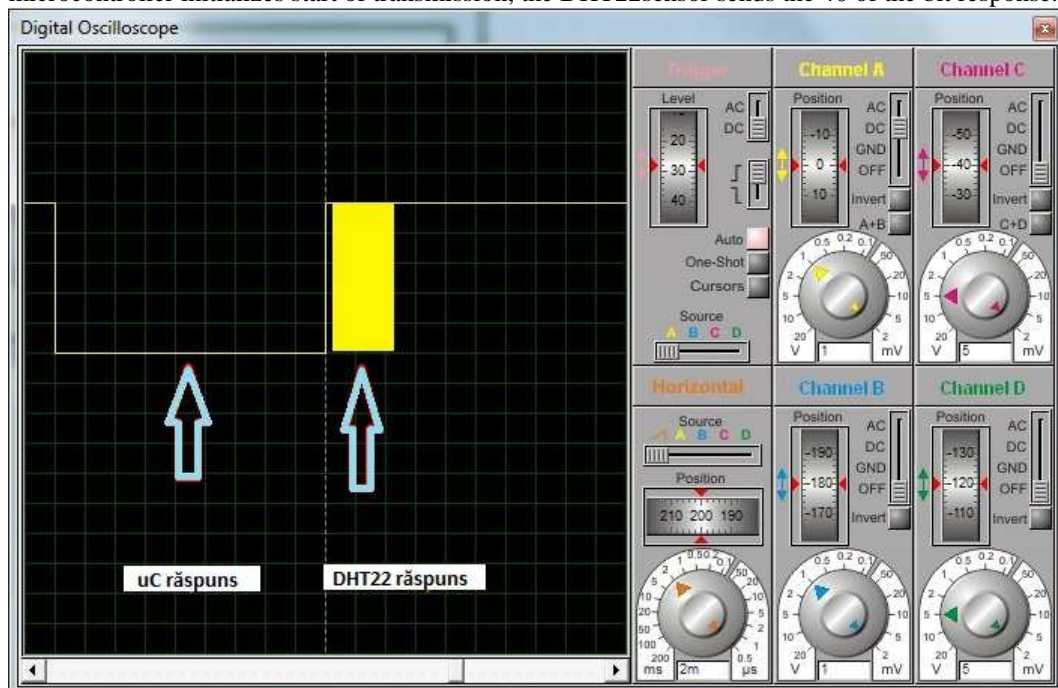 microcontroller initializes start of transmission, the DHT22sensor sends the 40 of the bit response.
Digital Oscilloscope
uC răspuns
DHT22 răspuns
Trigger
Level
AC
DC
20
30
40
Auto
One-Shot
Cursors
Source
A B C D
Channel A
Position
AC
DC
GND
OFF
-10
0
10
Invert
A+B
V
1
mV
Channel C
Position
AC
DC
GND
OFF
-50
-40
-30
Invert
C+D
V
5
mV
Horizontal
Source
A B C D
Position
210 200 190
ms
2m
µs
Channel B
Position
AC
DC
GND
OFF
-190
-180
-170
Invert
V
1
mV
Channel D
Position
AC
DC
GND
OFF
-130
-120
-110
Invert
V
5
mV